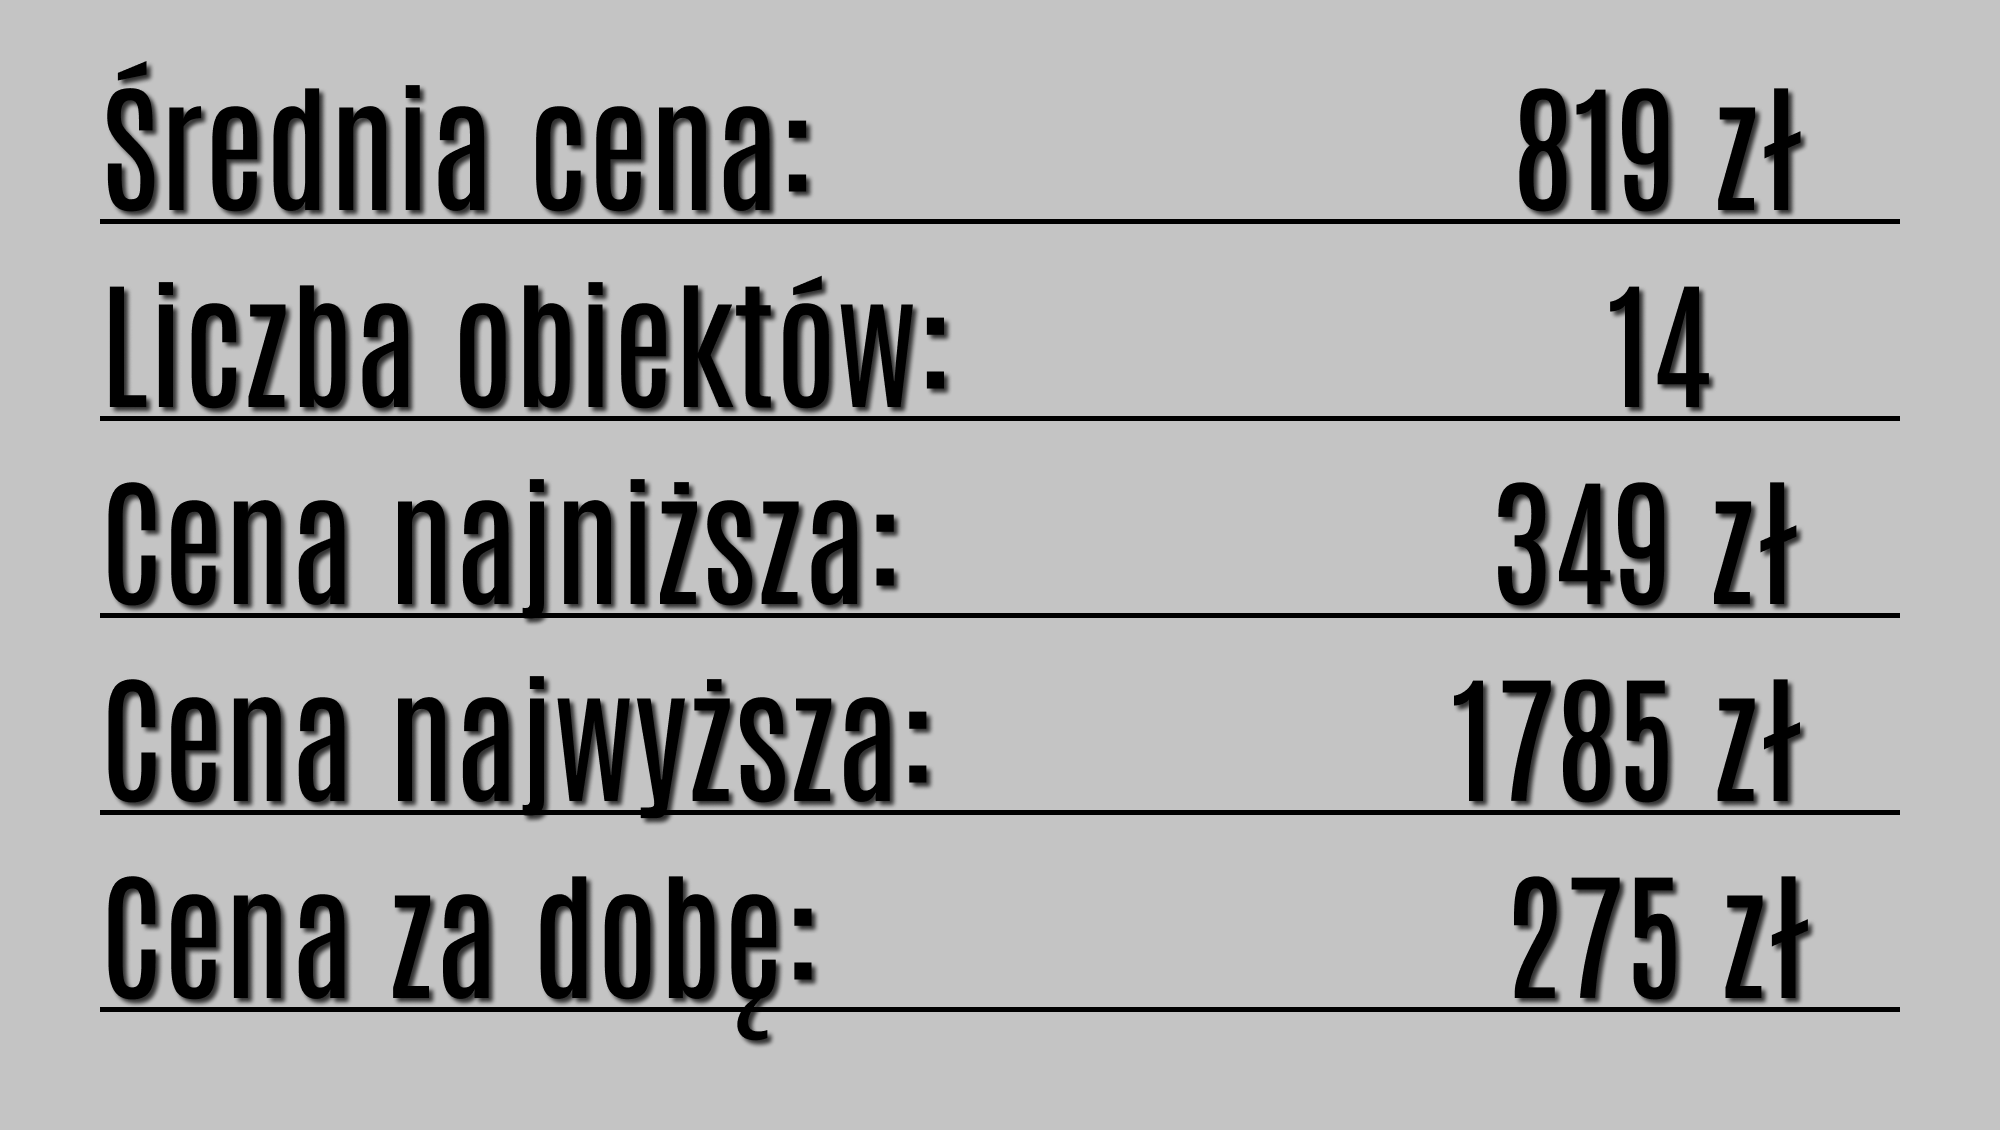 Średnia cena: 819 zł
Liczba obiektów: 14
Cena najniższa: 349 zł
Cena najwyższa: 1785 zł
Cena za dobę: 275 zł